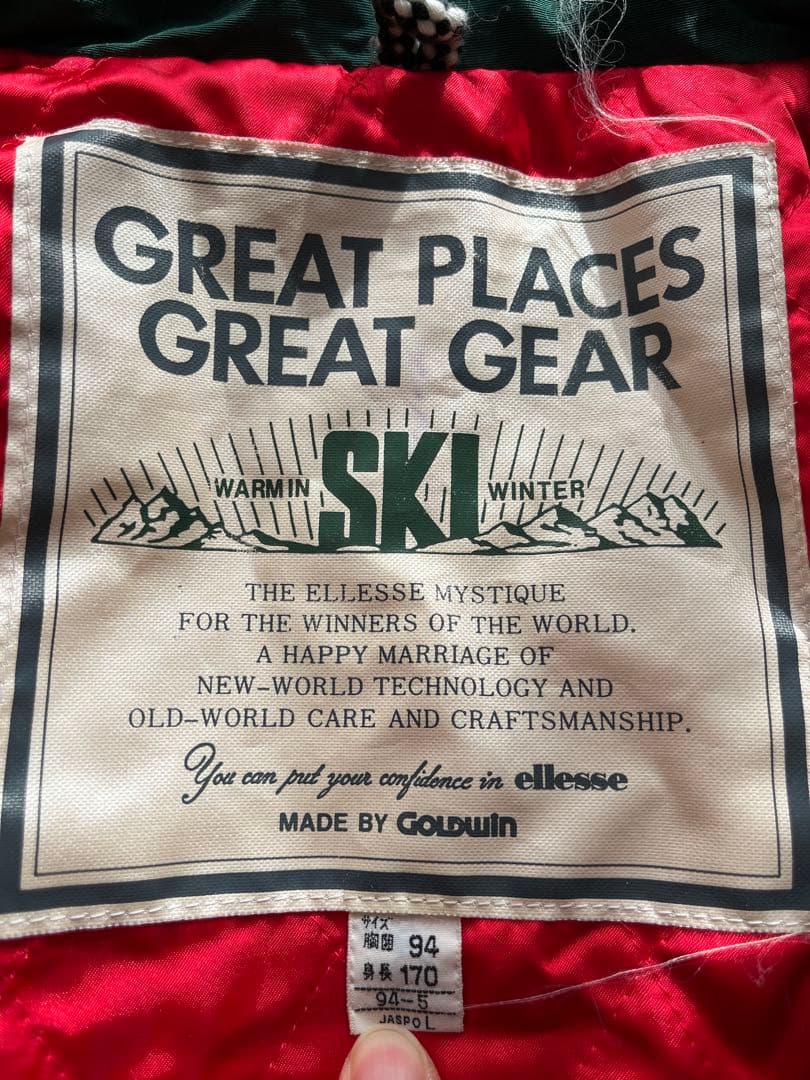 GREAT PLACES
GREAT GEAR
WARM IN SKI WINTER
THE ELLESSE MYSTIQUE
FOR THE WINNERS OF THE WORLD.
A HAPPY MARRIAGE OF
NEW-WORLD TECHNOLOGY AND
OLD-WORLD CARE AND CRAFTSMANSHIP.
You can put your confidence in ellesse
MADE BY GOLDWIN
サイズ
胸囲 94
身長 170
94-5
JASPO L